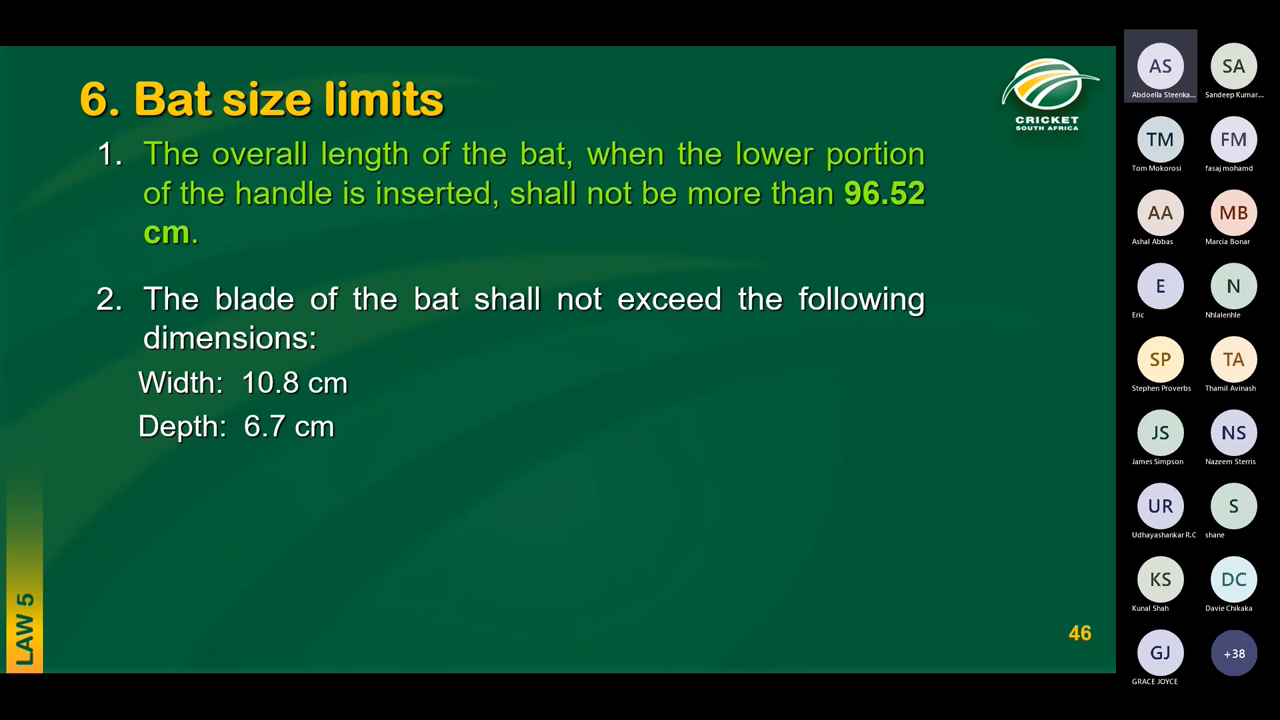 6. Bat size limits
1. The overall length of the bat, when the lower portion
of the handle is inserted, shall not be more than 96.52
cm.
2. The blade of the bat shall not exceed the following
dimensions:
Width: 10.8 cm
Depth: 6.7 cm
LAW 5
46
CRICKET
SOUTH AFRICA
AS
Abdoella Steenka...
SA
Sandeep Kumar...
TM
Tom Mokorosi
FM
fasaj mohamd
AA
Ashal Abbas
MB
Marcia Bonar
E
Eric
N
Nhlalenhle
SP
Stephen Proverbs
TA
Thamil Avinash
JS
James Simpson
NS
Nazeem Sterris
UR
Udhayashankar R.C
S
shane
KS
Kunal Shah
DC
Davie Chikaka
GJ
GRACE JOYCE
+38